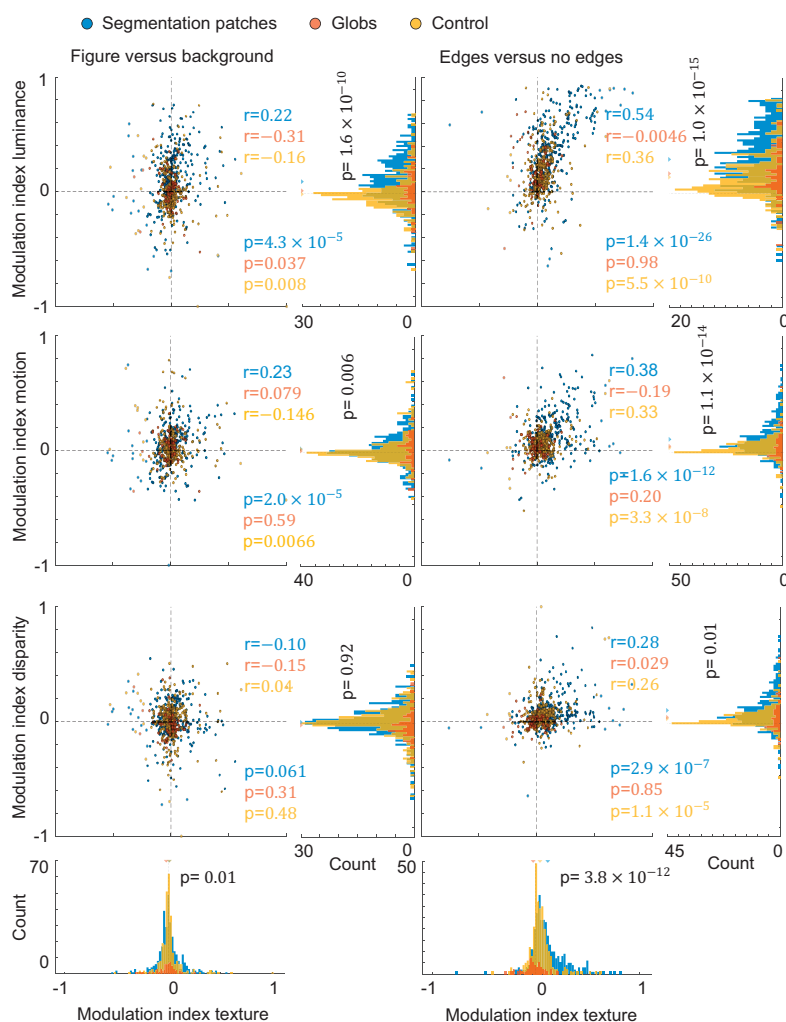 Segmentation patches Globs Control
Figure versus background Edges versus no edges
Modulation index luminance
1
0
-1
r=0.22
r=−0.31
r=−0.16
p=4.3 × 10⁻⁵
p=0.037
p=0.008
p= 1.6 × 10⁻¹⁰
30 0
r=0.54
r=−0.0046
r=0.36
p=1.4 × 10⁻²⁶
p=0.98
p=5.5 × 10⁻¹⁰
p= 1.0 × 10⁻¹⁵
20 0
Modulation index motion
1
0
-1
r=0.23
r=0.079
r=−0.146
p=2.0 × 10⁻⁵
p=0.59
p=0.0066
p= 0.006
40 0
r=0.38
r=−0.19
r=0.33
p=1.6 × 10⁻¹²
p=0.20
p=3.3 × 10⁻⁸
p= 1.1 × 10⁻¹⁴
50 0
Modulation index disparity
1
0
-1
r=−0.10
r=−0.15
r=0.04
p=0.061
p=0.31
p=0.48
p= 0.92
30 0
Count
r=0.28
r=0.029
r=0.26
p=2.9 × 10⁻⁷
p=0.85
p=1.1 × 10⁻⁵
p= 0.01
45 0
Count
Count
70
0
p= 0.01
-1 0 1
Modulation index texture
50
p= 3.8 × 10⁻¹²
-1 0 1
Modulation index texture